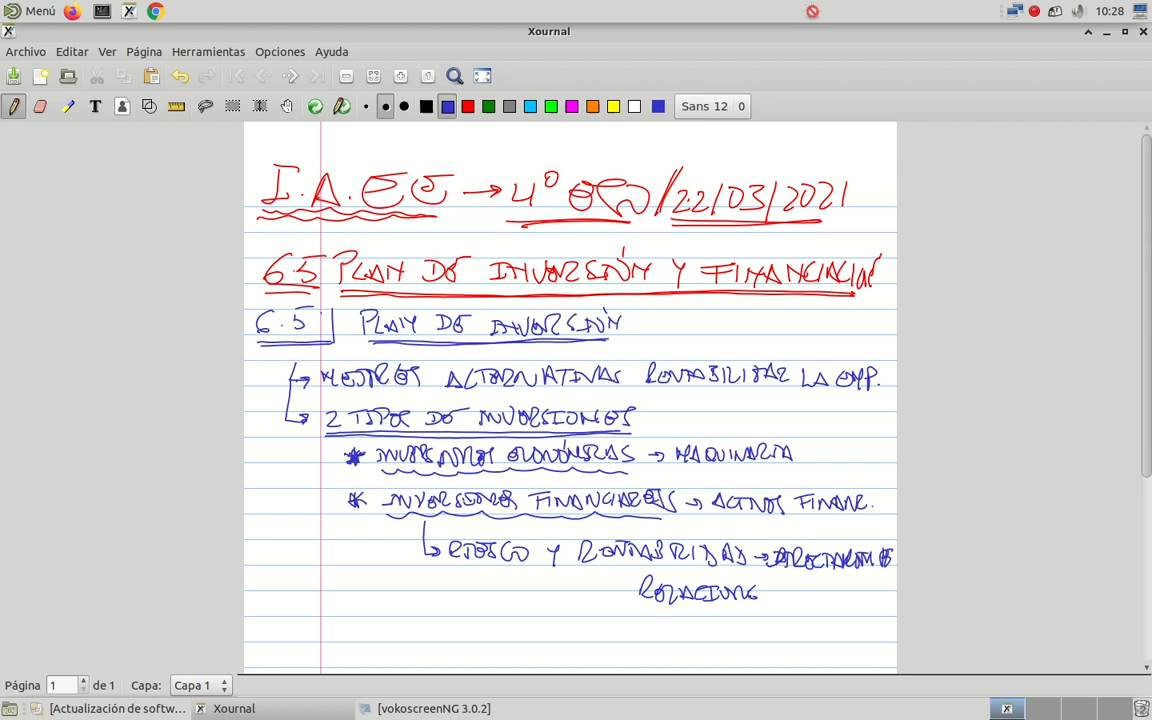 Menú
10:28
Xournal
Archivo Editar Ver Página Herramientas Opciones Ayuda
Sans 12 0
I.A.EE → 4º ESO / 22/03/2021
6.5 PLAN DE INVERSIÓN Y FINANCIACIÓN
6.5 PLAN DE INVERSIÓN
MEJORES ALTERNATIVAS RENTABILIZAR LA EMP.
2 TIPOS DE INVERSIONES
* INVERSIONES ECONÓMICAS → MAQUINARIA
* INVERSIONES FINANCIERAS → ACTIVOS FINANC.
RIESGO Y RENTABILIDAD →
Página 1 de 1 Capa: Capa 1
[Actualización de softw... Xournal [vokoscreenNG 3.0.2]